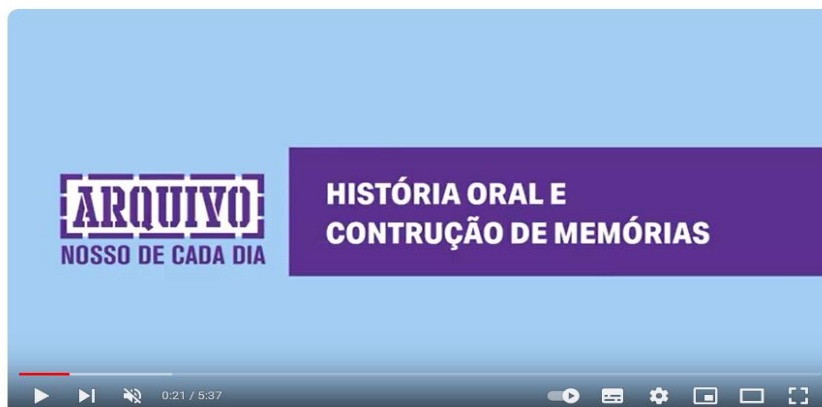 ARQUIVO
NOSSO DE CADA DIA
HISTÓRIA ORAL E
CONTRUÇÃO DE MEMÓRIAS
0:21 / 5:37